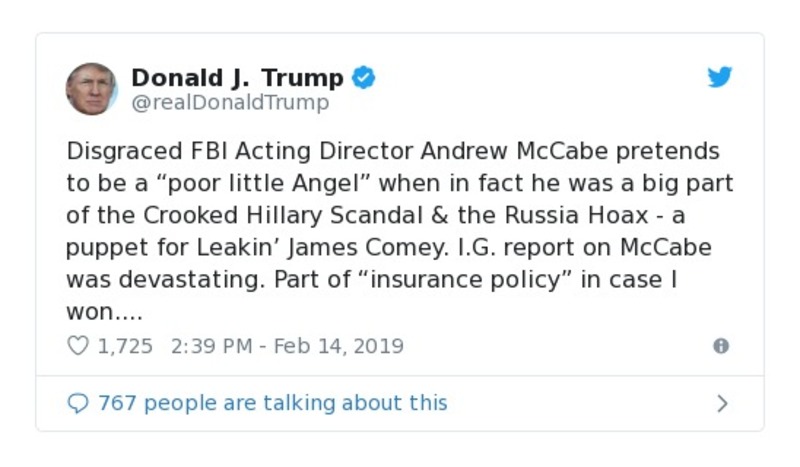 Donald J. Trump
@realDonaldTrump
Disgraced FBI Acting Director Andrew McCabe pretends
to be a “poor little Angel” when in fact he was a big part
of the Crooked Hillary Scandal & the Russia Hoax - a
puppet for Leakin’ James Comey. I.G. report on McCabe
was devastating. Part of “insurance policy” in case I
won....
1,725 2:39 PM - Feb 14, 2019
767 people are talking about this